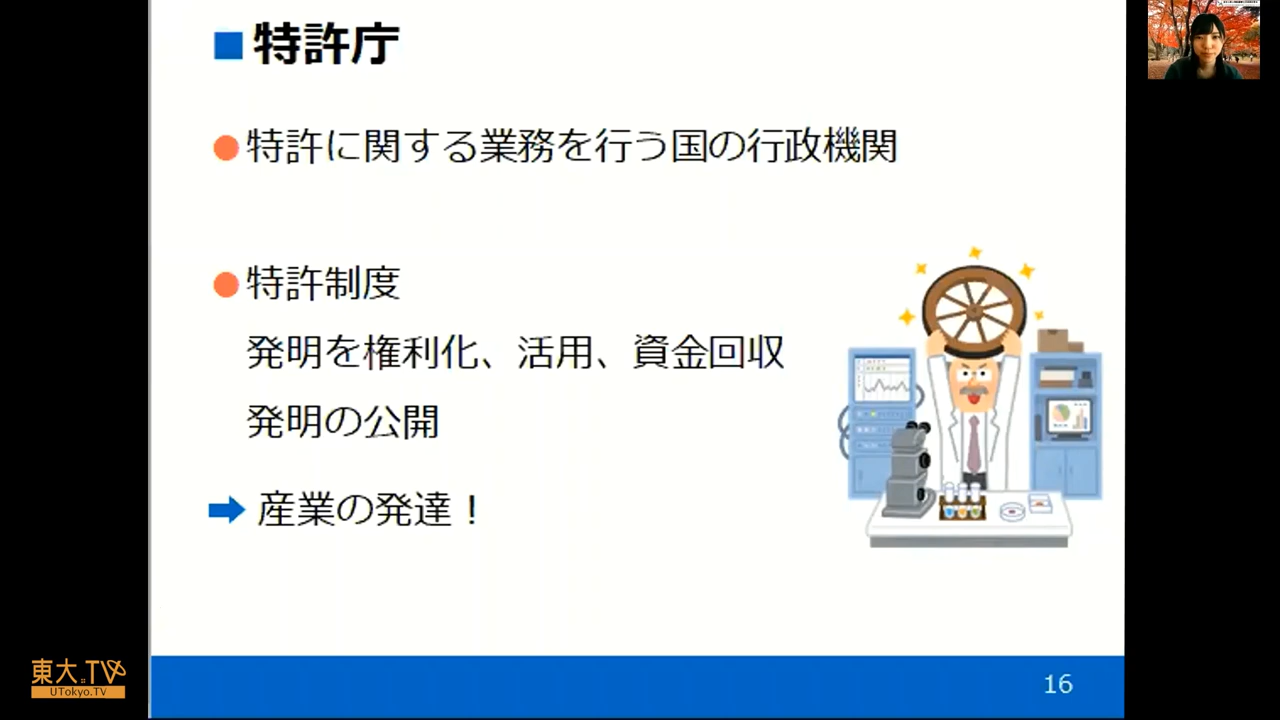 特許庁
特許に関する業務を行う国の行政機関
特許制度
発明を権利化、活用、資金回収
発明の公開
産業の発達！
16
東大.TV
UTokyo.TV